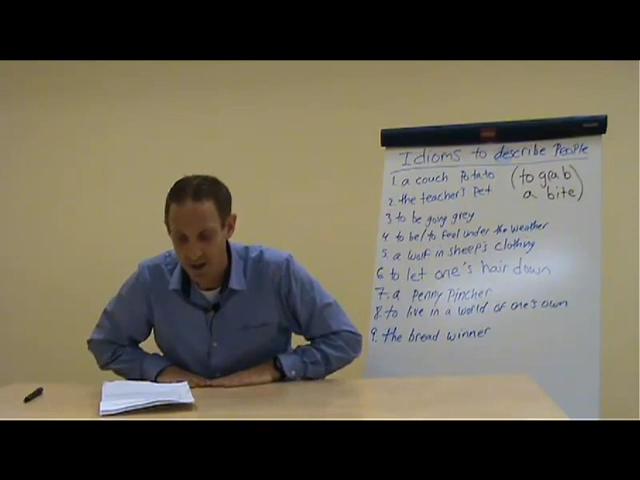 Idioms to describe People
1. a couch potato (to grab
2. the teacher's pet a bite)
3 to be going grey
4 to be/to feel under the weather
5. a wolf in sheep's clothing
6. to let one's hair down
7. a Penny Pincher
8. to live in a world of one's own
9. the bread winner